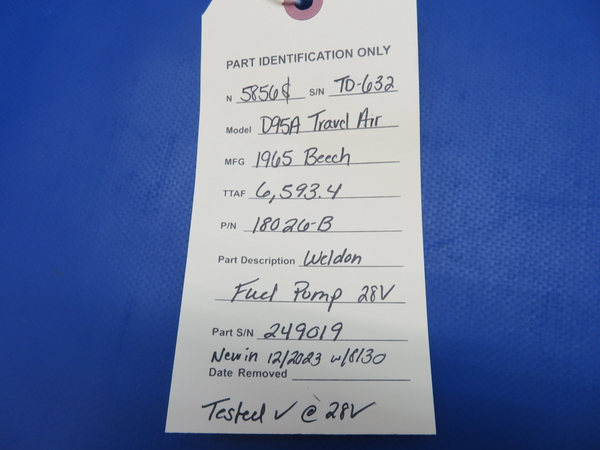 PART IDENTIFICATION ONLY
N 5856S S/N TD-632
Model D95A Travel Air
MFG 1965 Beech
TTAF 6,593.4
P/N 18026-B
Part Description Weldon
Fuel Pump 28V
Part S/N 249019
New in 12/2023 w/8130
Date Removed
Tested ✓ @ 28V